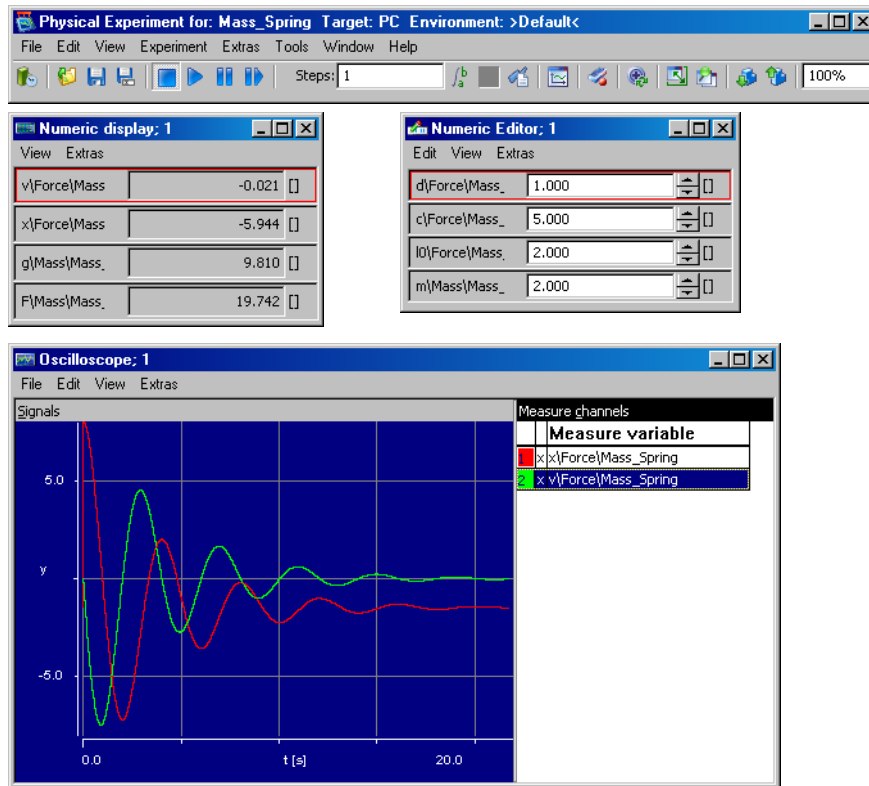 Physical Experiment for: Mass_Spring Target: PC Environment: >Default<
File Edit View Experiment Extras Tools Window Help
Steps: 1 100%
Numeric display; 1
View Extras
v\Force\Mass -0.021 []
x\Force\Mass -5.944 []
g\Mass\Mass_ 9.810 []
F\Mass\Mass_ 19.742 []
Numeric Editor; 1
Edit View Extras
d\Force\Mass_ 1.000 []
c\Force\Mass_ 5.000 []
l0\Force\Mass_ 2.000 []
m\Mass\Mass_ 2.000 []
Oscilloscope; 1
File Edit View Extras
Signals
5.0
y
-5.0
0.0 t [s] 20.0
Measure channels
Measure variable
1 x x\Force\Mass_Spring
2 x v\Force\Mass_Spring